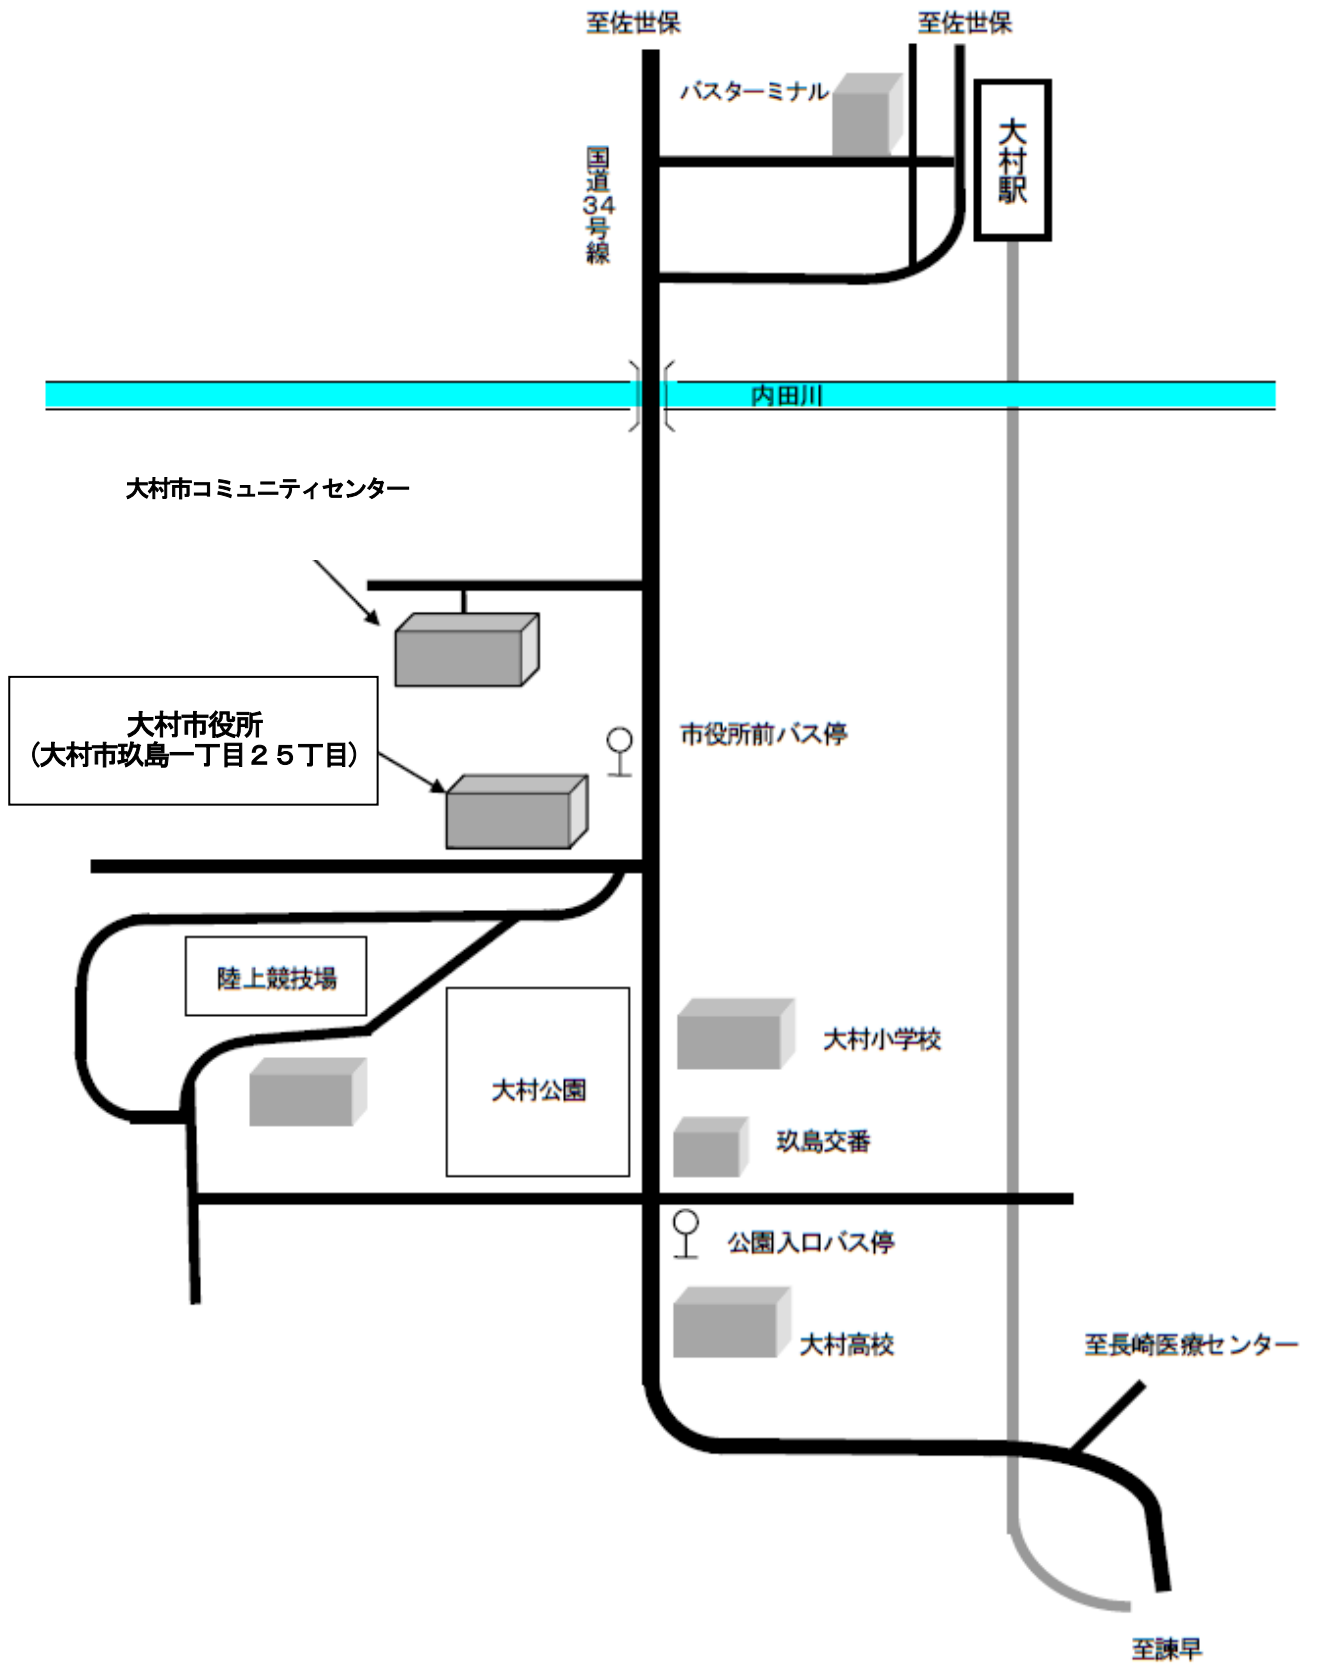 至佐世保
至佐世保
バスターミナル
大村駅
国道34号線
内田川
大村市コミュニティセンター
大村市役所
（大村市玖島一丁目２５丁目）
市役所前バス停
陸上競技場
大村小学校
大村公園
玖島交番
公園入口バス停
大村高校
至長崎医療センター
至諫早